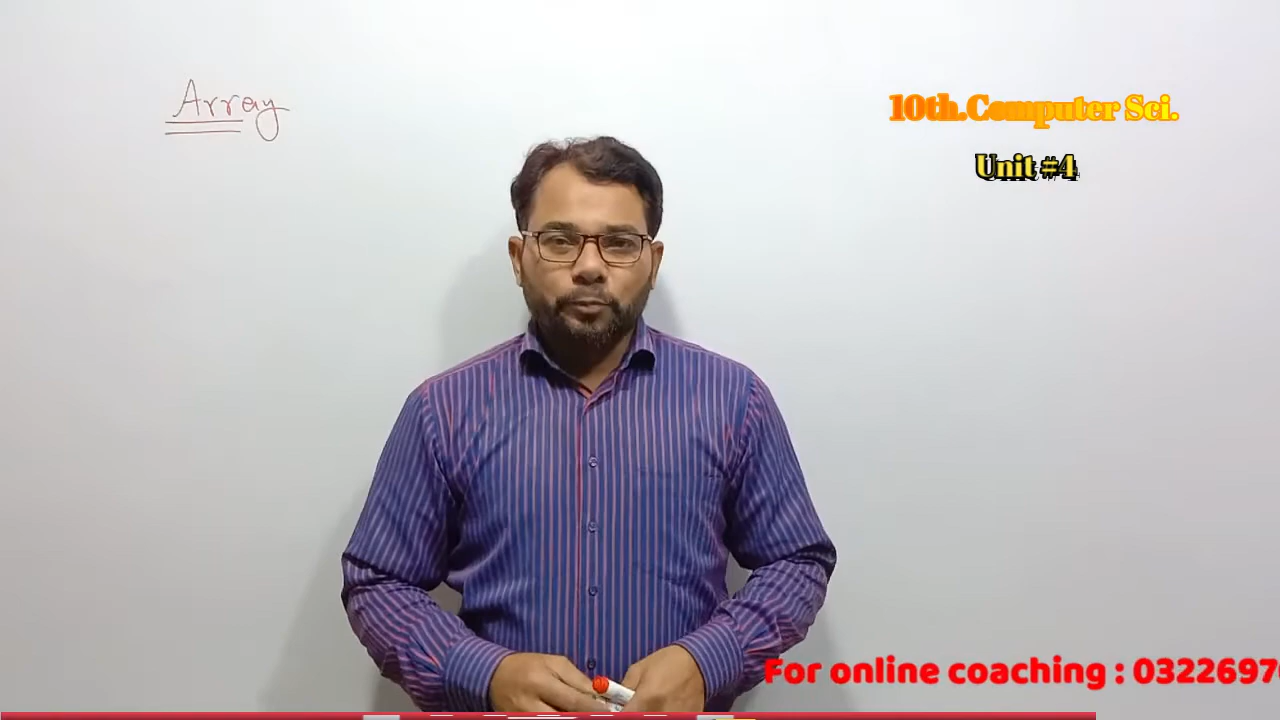 Array
10th.Computer Sci.
Unit #4
For online coaching : 0322697